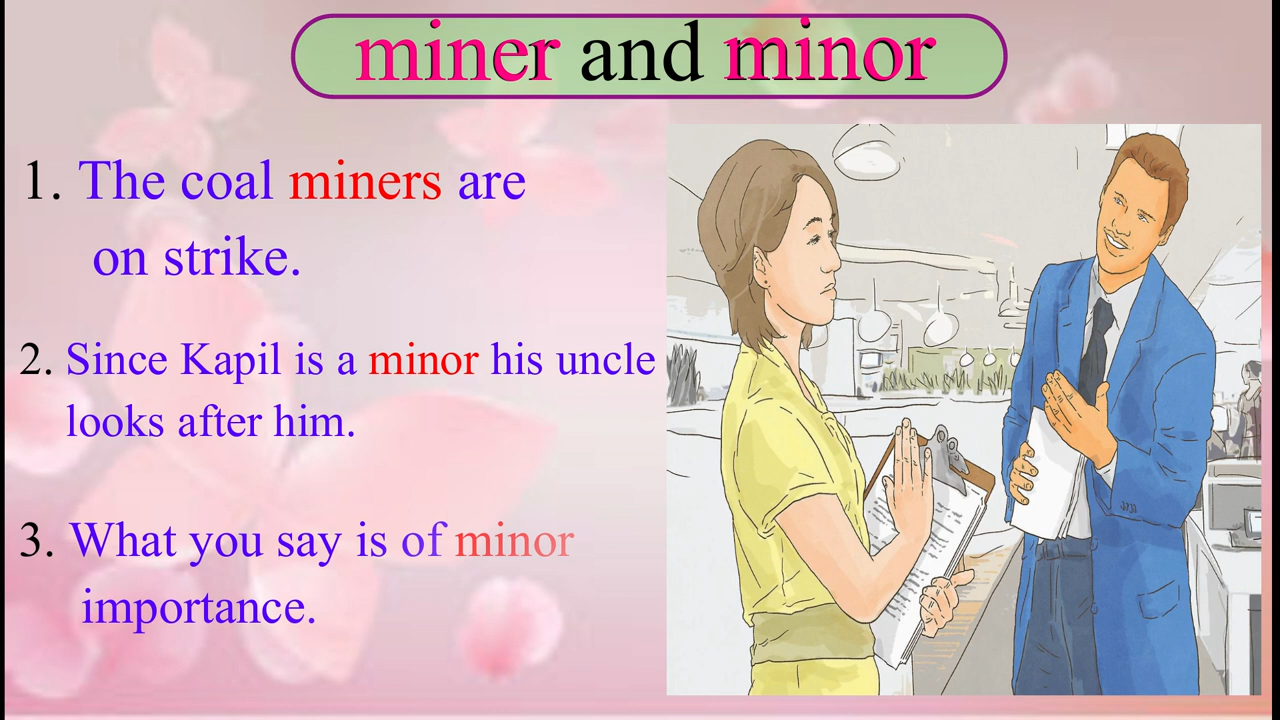 miner and minor
1. The coal miners are
on strike.
2. Since Kapil is a minor his uncle
looks after him.
3. What you say is of minor
importance.